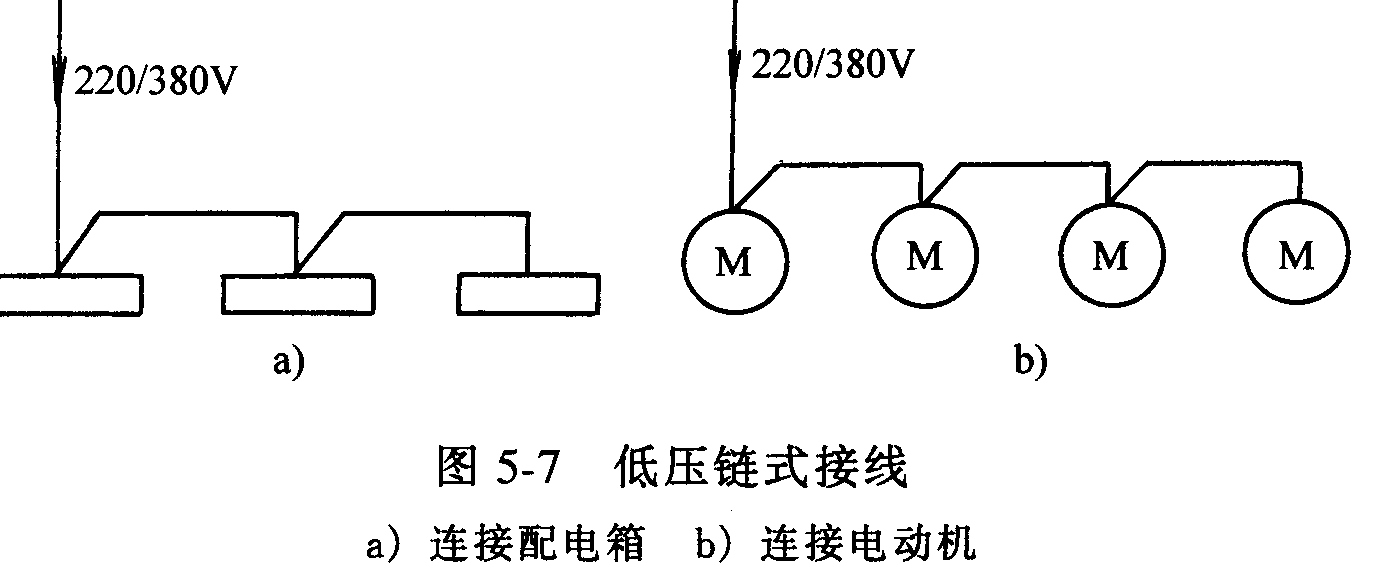 220/380V 220/380V
M M M M
a) b)
图 5-7 低压链式接线
a) 连接配电箱 b) 连接电动机